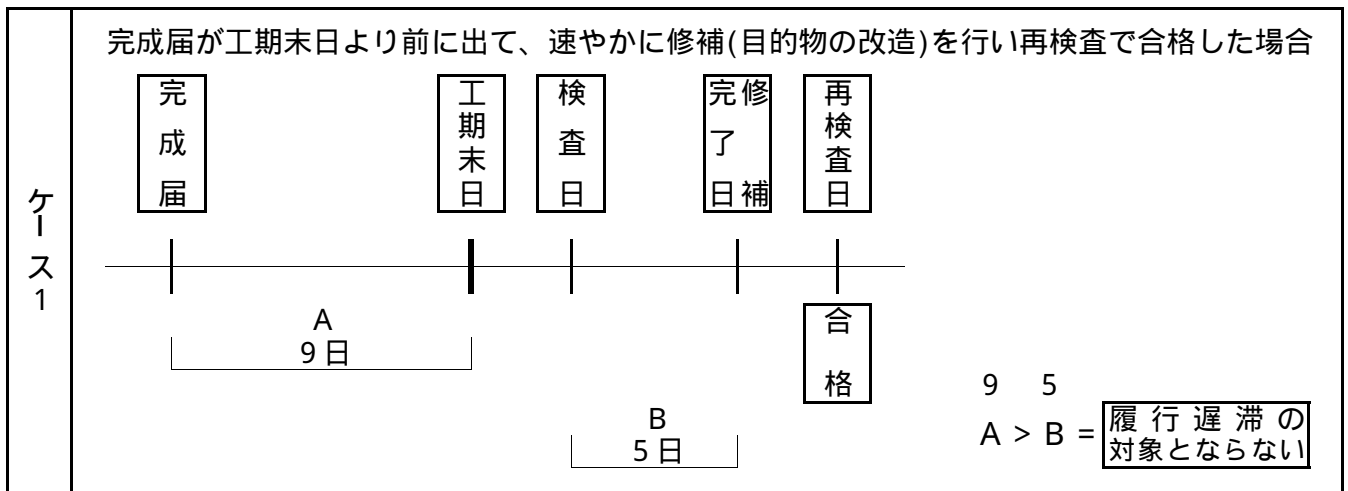 ケース1
完成届が工期末日より前に出て、速やかに修補(目的物の改造)を行い再検査で合格した場合
完成届
工期末日
検査日
修補
完了日
再検査日
A
9日
合格
B
5日
9 5
A > B =
履行遅滞の
対象とならない